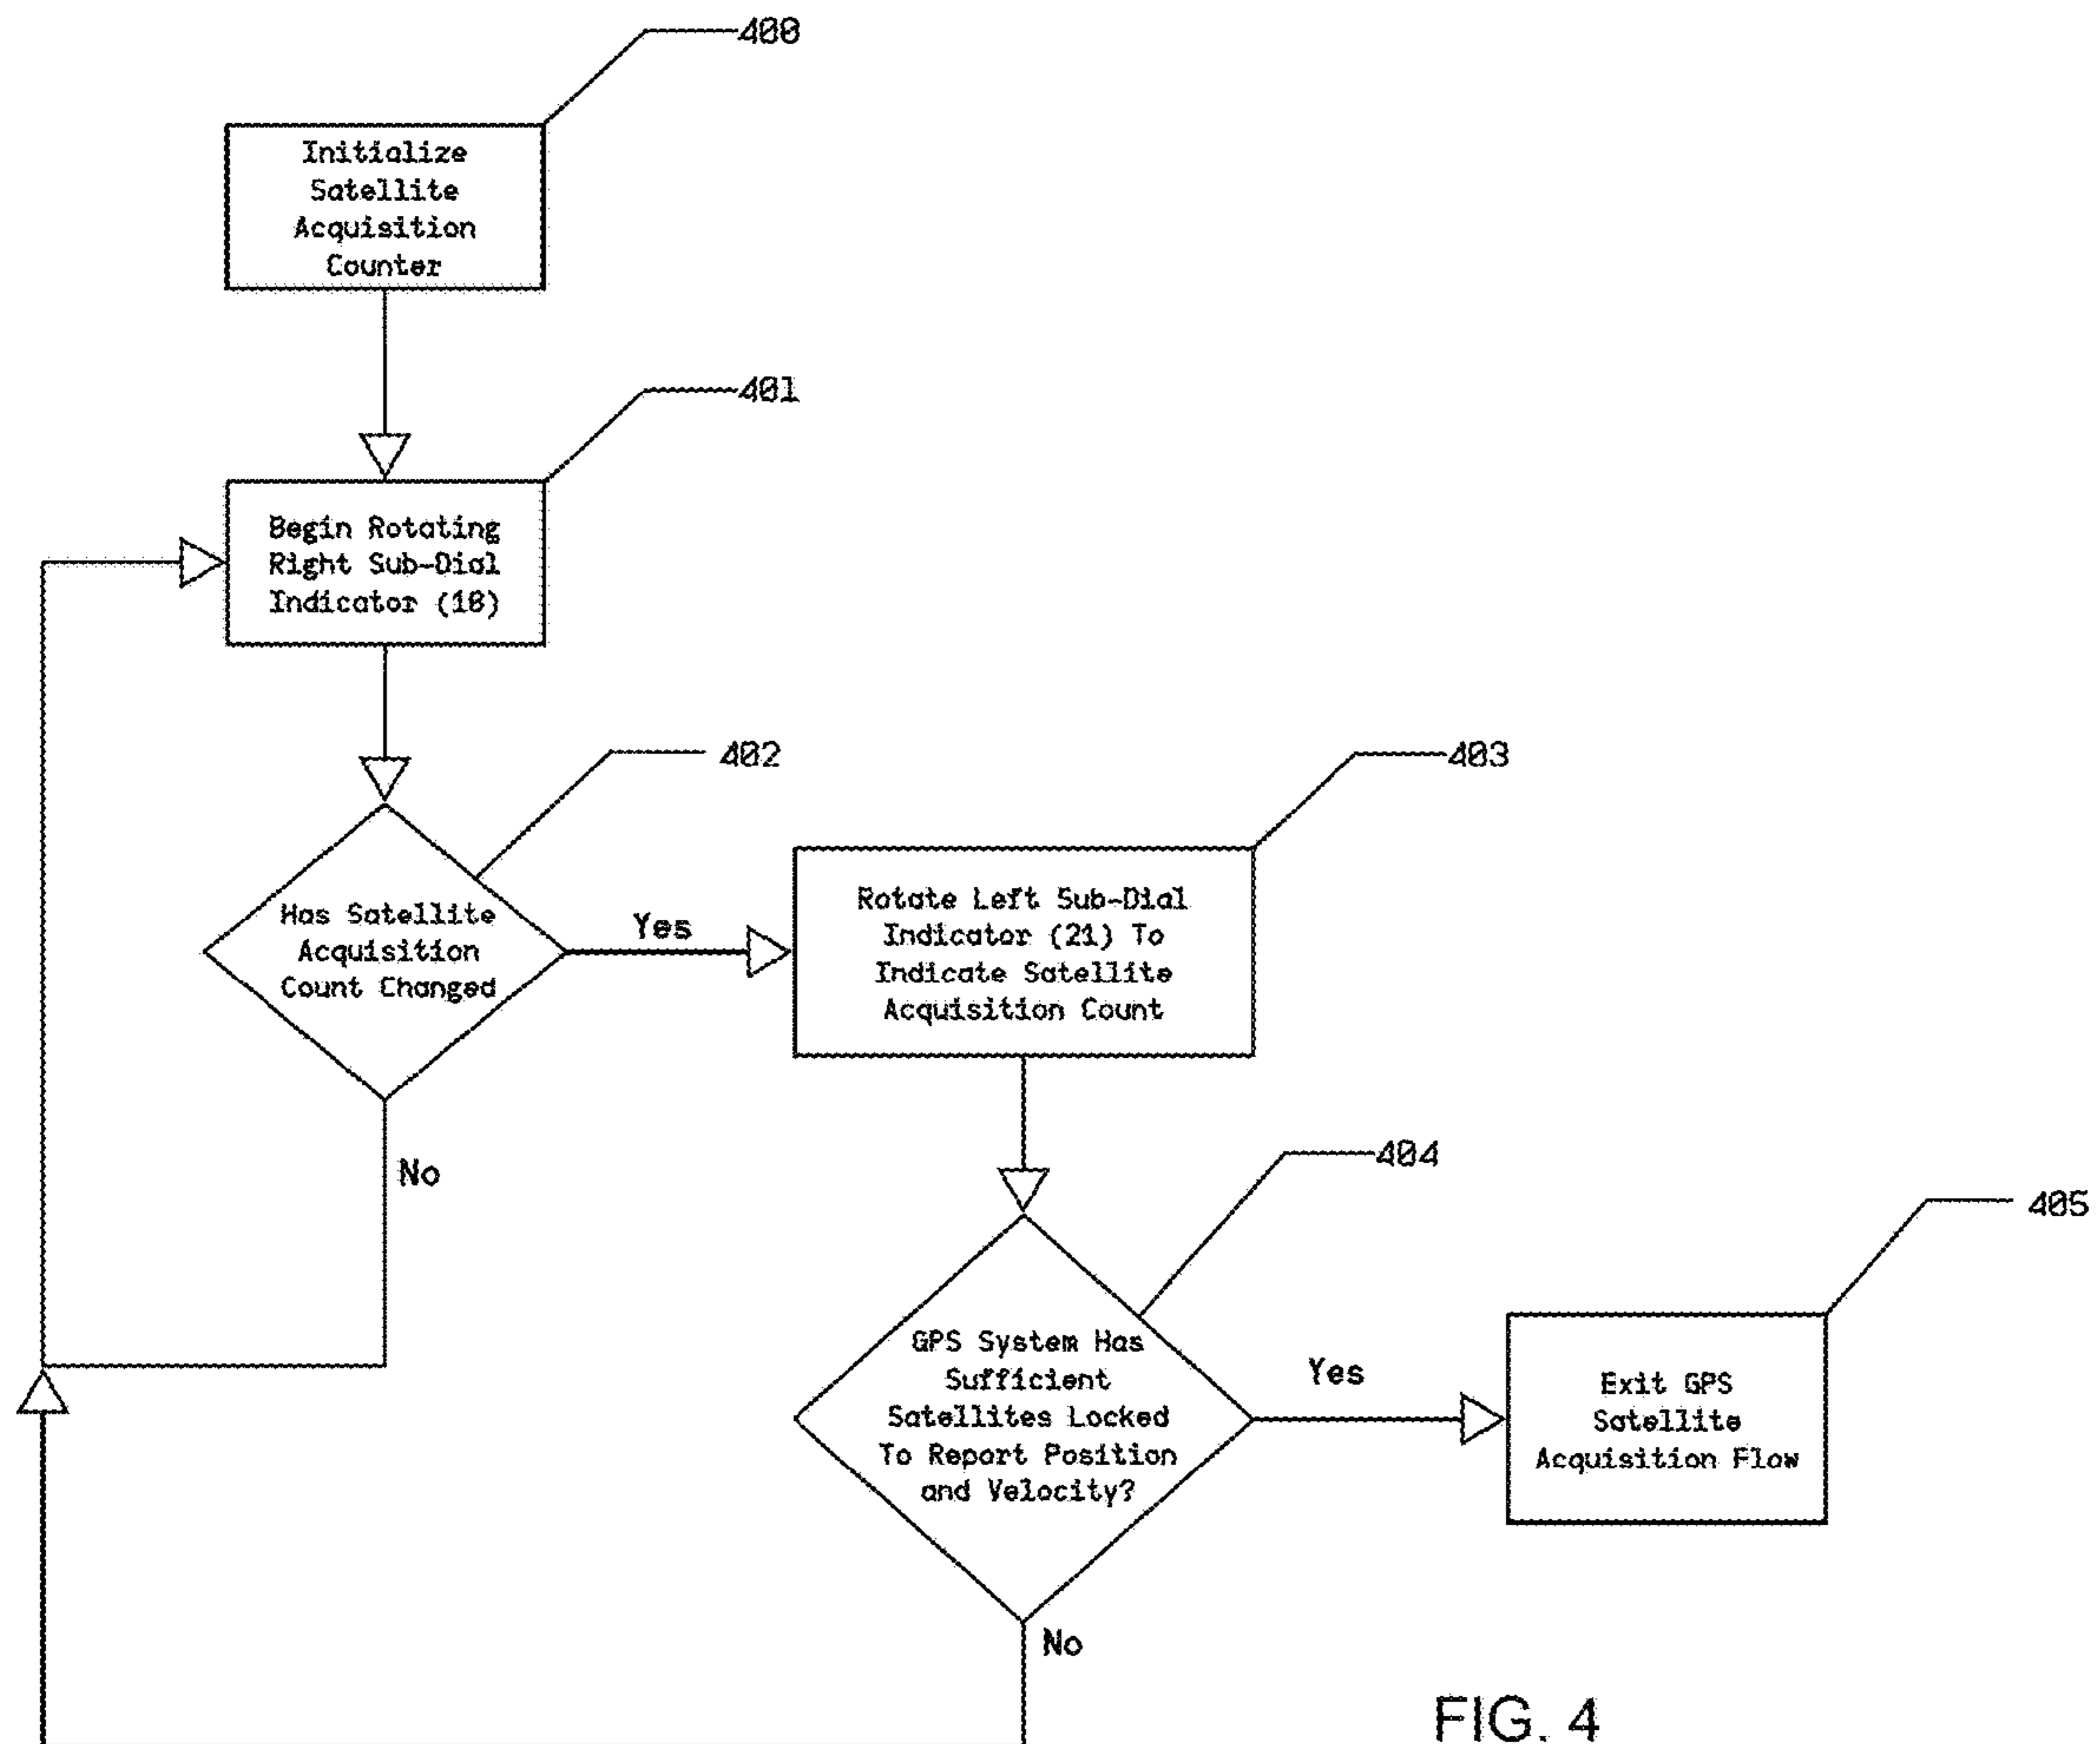 400
Initialize
Satellite
Acquisition
Counter
401
Begin Rotating
Right Sub-Dial
Indicator (18)
402
Has Satellite
Acquisition
Count Changed
Yes
No
403
Rotate Left Sub-Dial
Indicator (21) To
Indicate Satellite
Acquisition Count
404
GPS System Has
Sufficient
Satellites Locked
To Report Position
and Velocity?
Yes
No
405
Exit GPS
Satellite
Acquisition Flow
FIG. 4